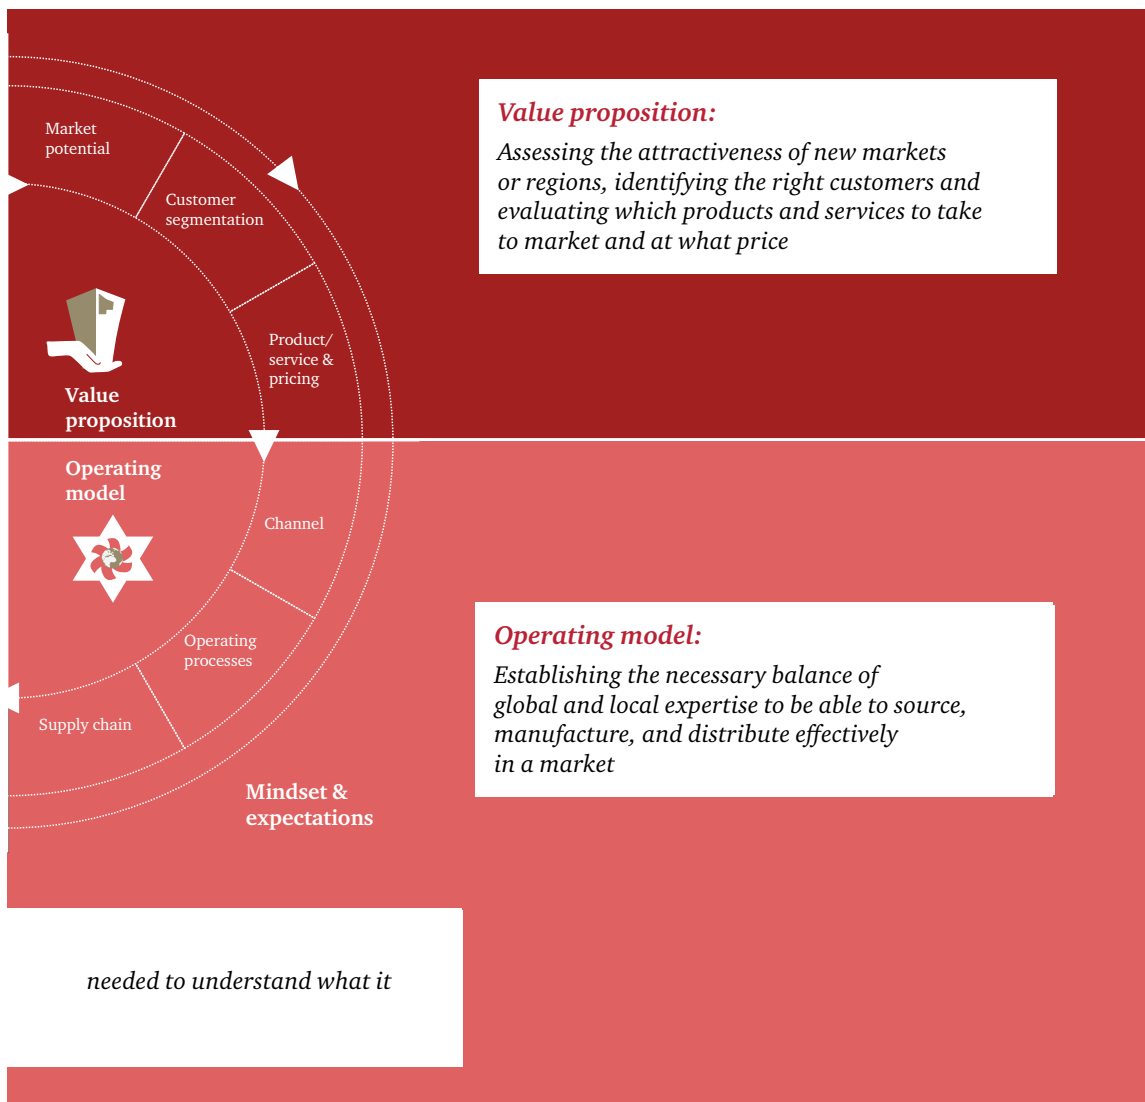 Market
potential
Customer
segmentation
Product/
service &
pricing
Value
proposition
Operating
model
Channel
Operating
processes
Supply chain
Mindset &
expectations
Value proposition:
Assessing the attractiveness of new markets
or regions, identifying the right customers and
evaluating which products and services to take
to market and at what price
Operating model:
Establishing the necessary balance of
global and local expertise to be able to source,
manufacture, and distribute effectively
in a market
needed to understand what it